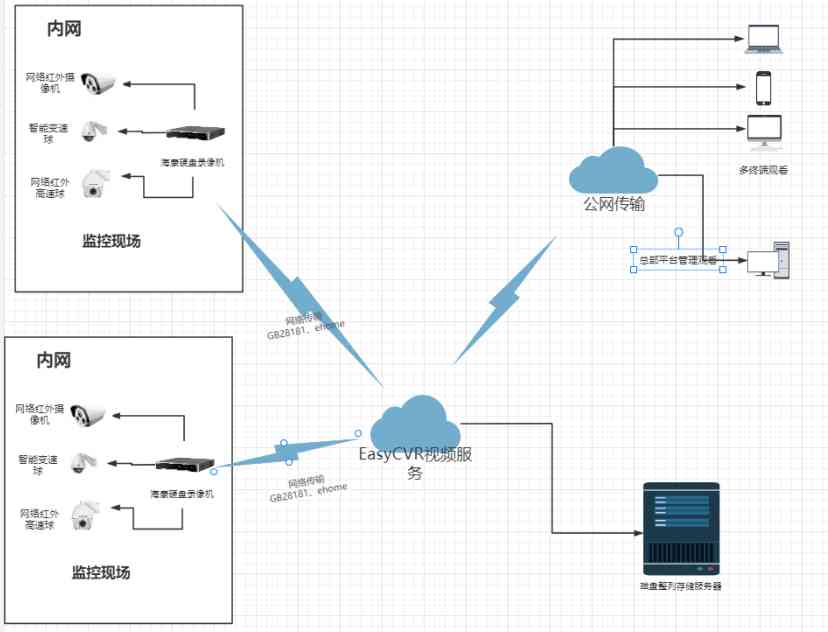 内网
网络红外摄
像机
智能变速
球
海康硬盘录像机
网络红外
高速球
监控现场
网络传输
GB28181、ehome
公网传输
多终端观看
总部平台管理观看
内网
网络红外摄
像机
智能变速
球
海康硬盘录像机
网络红外
高速球
监控现场
网络传输
GB28181、ehome
EasyCVR视频服
务
磁盘整列存储服务器